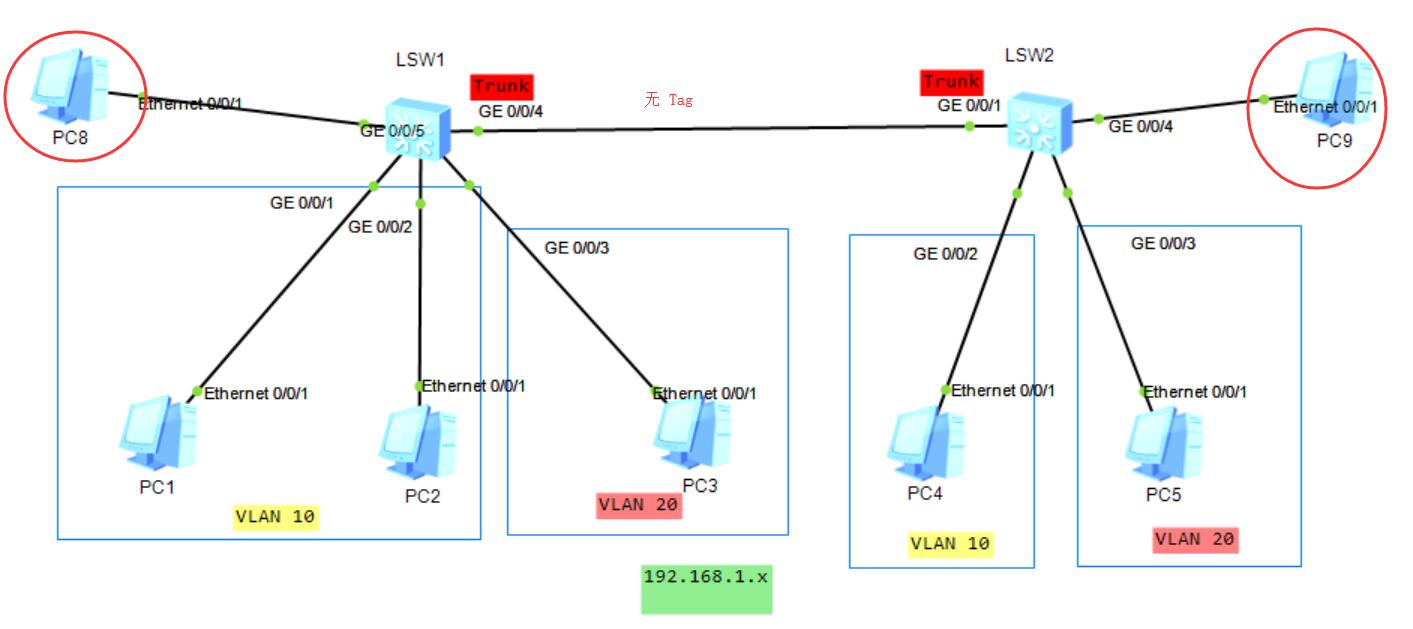 LSW1
LSW2
Trunk
Trunk
无 Tag
GE 0/0/4
GE 0/0/1
Ethernet 0/0/1
Ethernet 0/0/1
GE 0/0/5
GE 0/0/4
PC8
PC9
GE 0/0/1
GE 0/0/2
GE 0/0/3
GE 0/0/2
GE 0/0/3
Ethernet 0/0/1
Ethernet 0/0/1
Ethernet 0/0/1
Ethernet 0/0/1
Ethernet 0/0/1
PC1
PC2
PC3
PC4
PC5
VLAN 10
VLAN 20
VLAN 10
VLAN 20
192.168.1.x